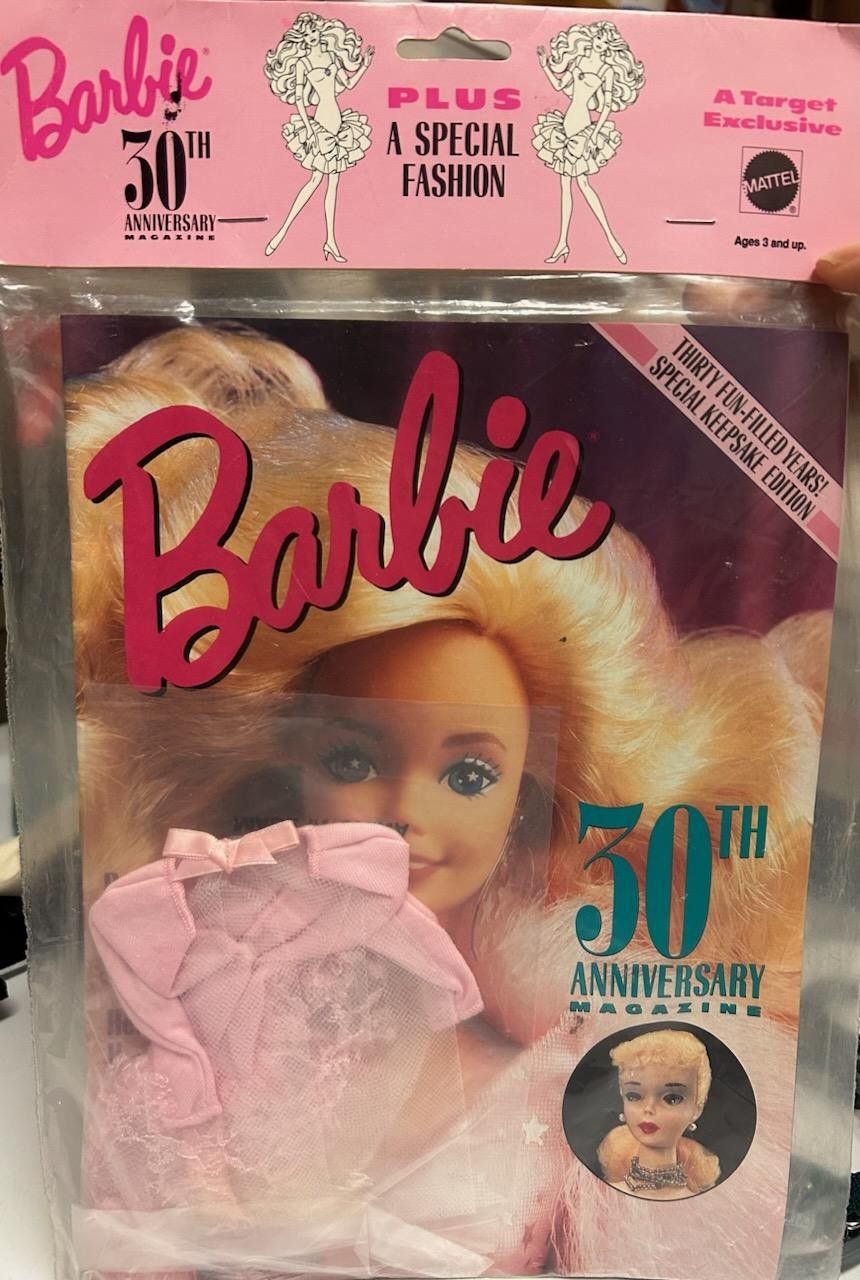 Barbie®
30TH
ANNIVERSARY
MAGAZINE
PLUS
A SPECIAL
FASHION
A Target
Exclusive
MATTEL®
Ages 3 and up.
THIRTY FUN-FILLED YEARS!
SPECIAL KEEPSAKE EDITION
Barbie®
30TH
ANNIVERSARY
MAGAZINE